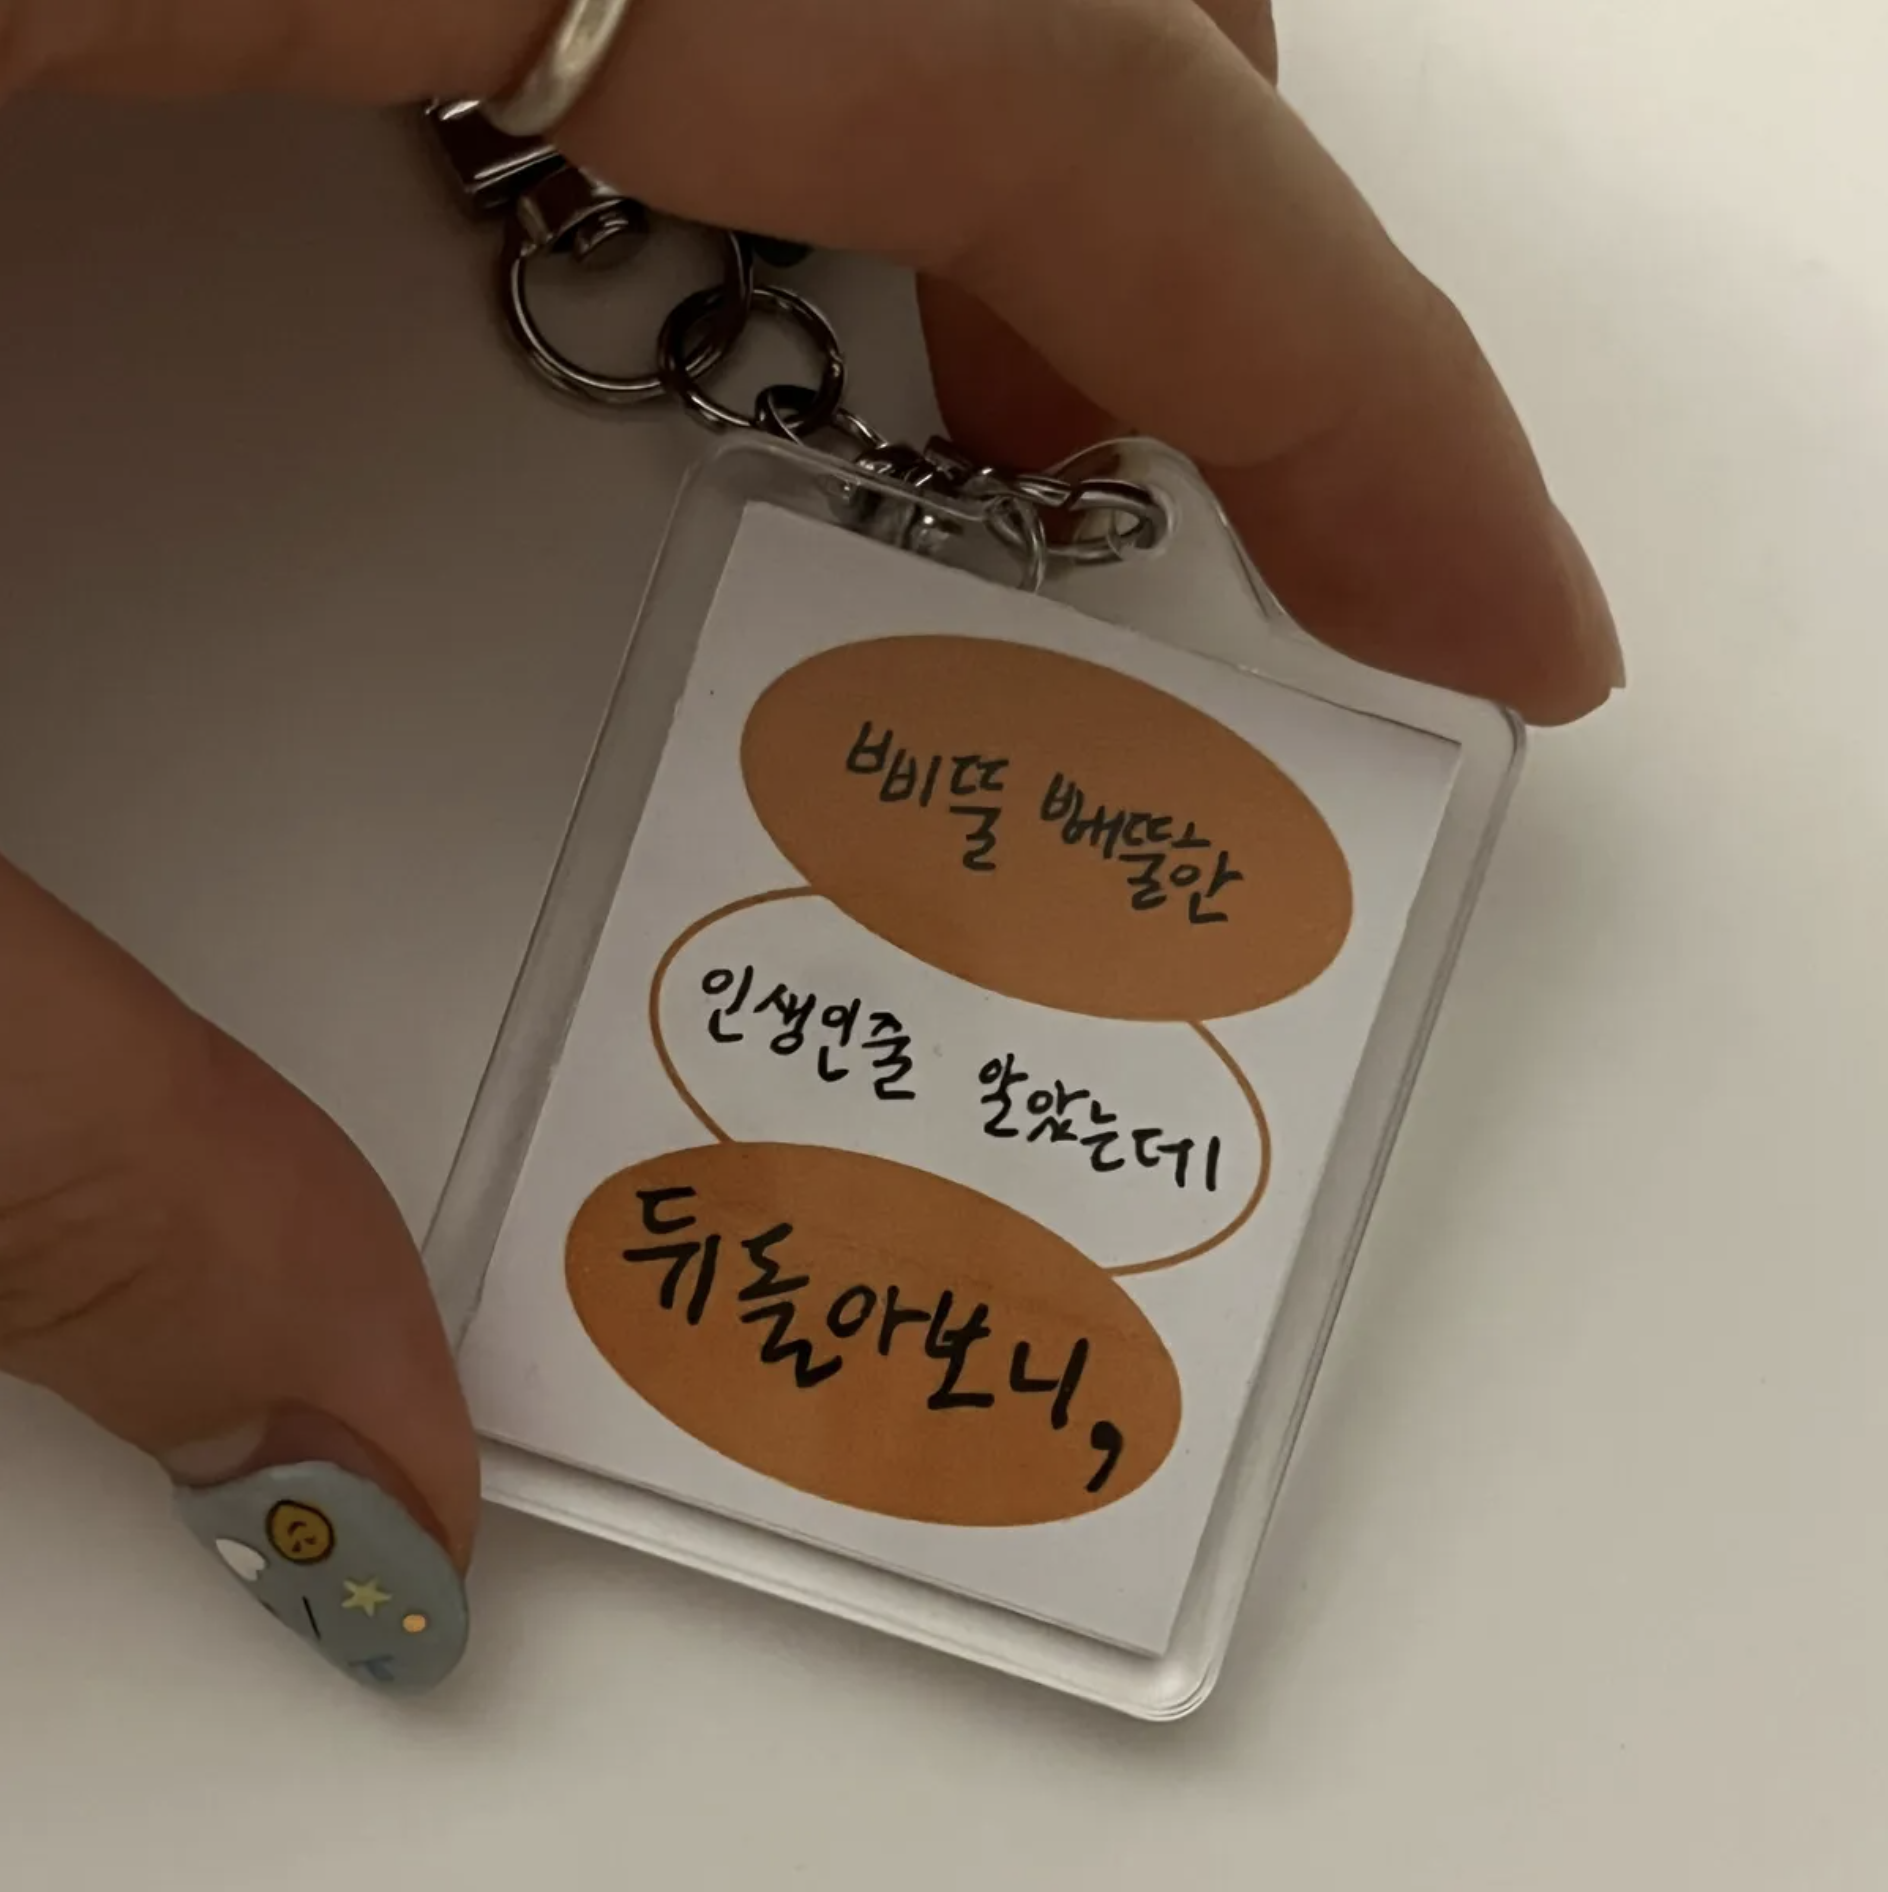 삐뚤 빼뚤한
인생인줄 알았는데
뒤돌아보니,